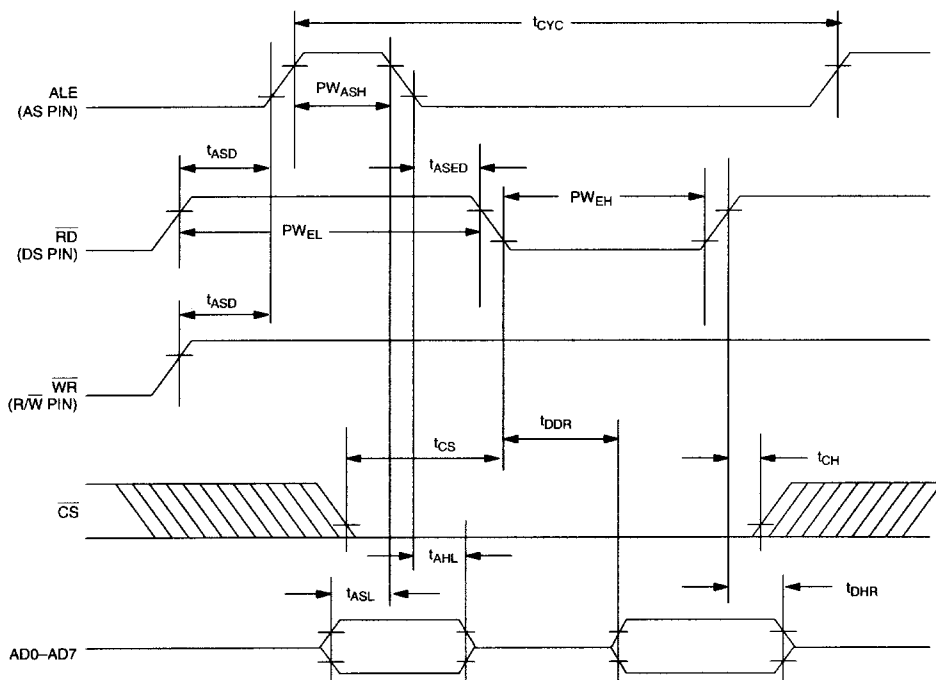 tCYC
ALE
(AS PIN)
PWASH
tASD
tASED
RD
(DS PIN)
PWEL
PWEH
tASD
WR
(R/W PIN)
tCS
tDDR
tCH
CS
tAHL
tASL
tDHR
AD0–AD7